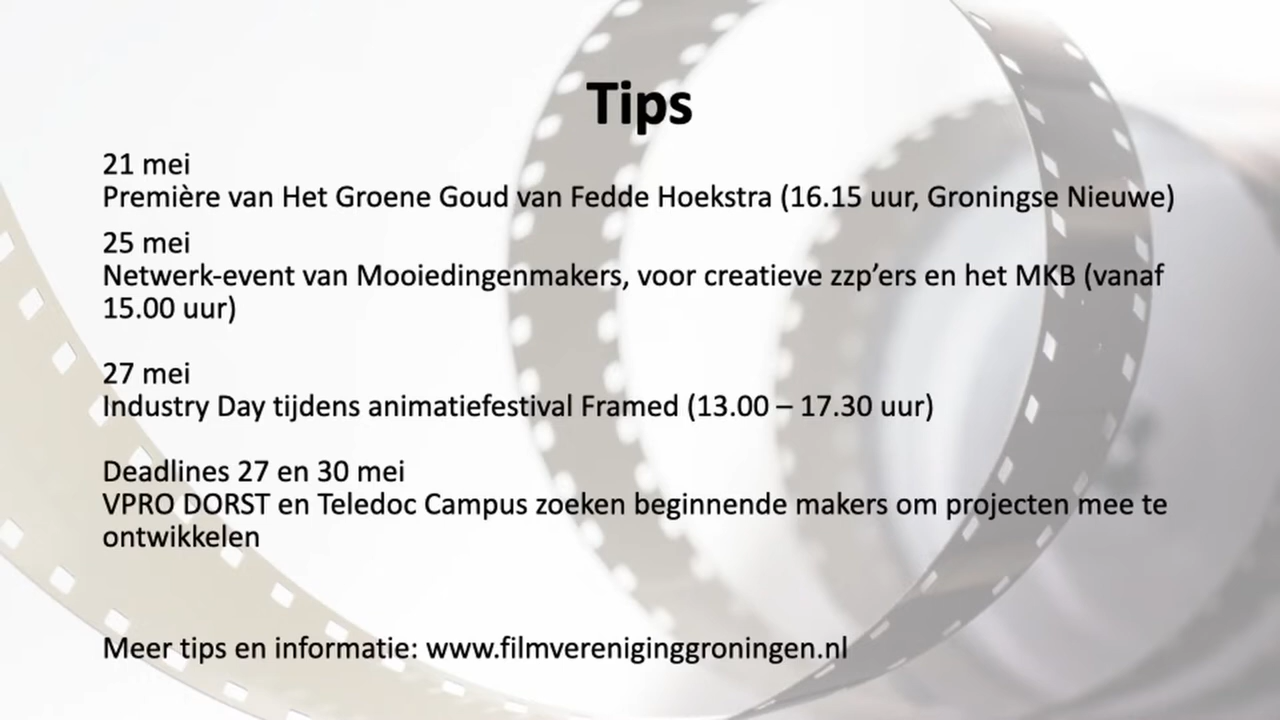 Tips
21 mei
Première van Het Groene Goud van Fedde Hoekstra (16.15 uur, Groningse Nieuwe)
25 mei
Netwerk-event van Mooiedingenmakers, voor creatieve zzp’ers en het MKB (vanaf
15.00 uur)
27 mei
Industry Day tijdens animatiefestival Framed (13.00 – 17.30 uur)
Deadlines 27 en 30 mei
VPRO DORST en Teledoc Campus zoeken beginnende makers om projecten mee te
ontwikkelen
Meer tips en informatie: www.filmvereniginggroningen.nl